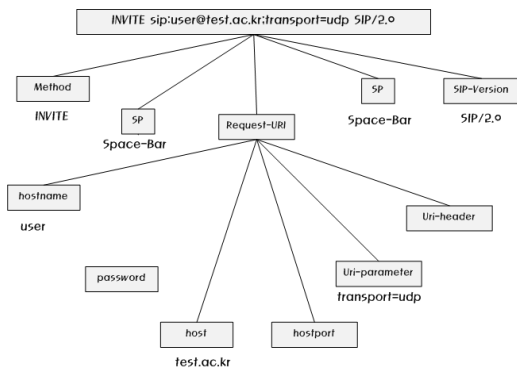 INVITE sip:user@test.ac.kr;transport=udp SIP/2.0
Method
INVITE
SP
Space-Bar
Request-URI
SP
Space-Bar
SIP-Version
SIP/2.0
hostname
user
Uri-header
password
Uri-parameter
transport=udp
host
test.ac.kr
hostport